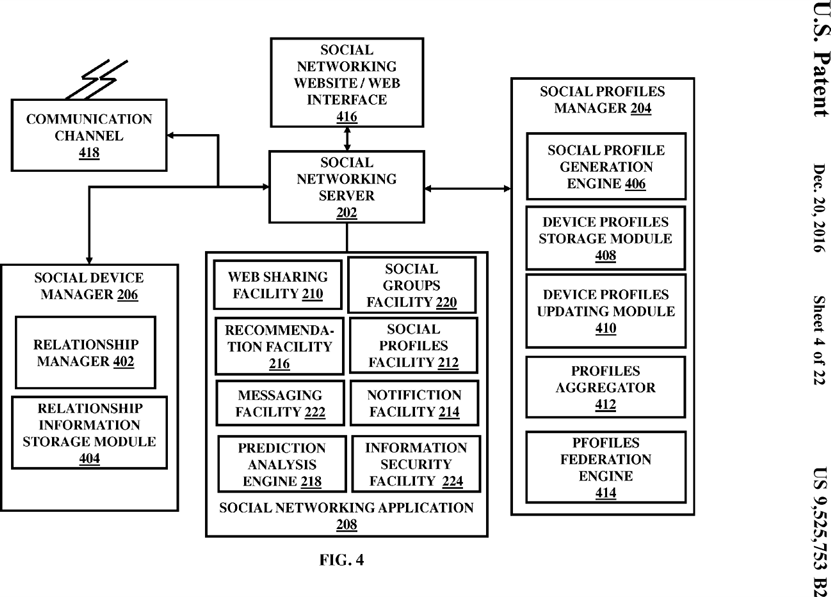 U.S. Patent
Dec. 20, 2016
Sheet 4 of 22
US 9,525,753 B2
SOCIAL
NETWORKING
WEBSITE / WEB
INTERFACE
416
COMMUNICATION
CHANNEL
418
SOCIAL
NETWORKING
SERVER
202
SOCIAL PROFILES
MANAGER 204
SOCIAL PROFILE
GENERATION
ENGINE 406
DEVICE PROFILES
STORAGE MODULE
408
DEVICE PROFILES
UPDATING MODULE
410
PROFILES
AGGREGATOR
412
PFOFILES
FEDERATION
ENGINE
414
SOCIAL DEVICE
MANAGER 206
RELATIONSHIP
MANAGER 402
RELATIONSHIP
INFORMATION
STORAGE MODULE
404
WEB SHARING
FACILITY 210
SOCIAL
GROUPS
FACILITY 220
RECOMMENDA-
TION FACILITY
216
SOCIAL
PROFILES
FACILITY 212
MESSAGING
FACILITY 222
NOTIFICTION
FACILITY 214
PREDICTION
ANALYSIS
ENGINE 218
INFORMATION
SECURITY
FACILITY 224
SOCIAL NETWORKING APPLICATION
208
FIG. 4